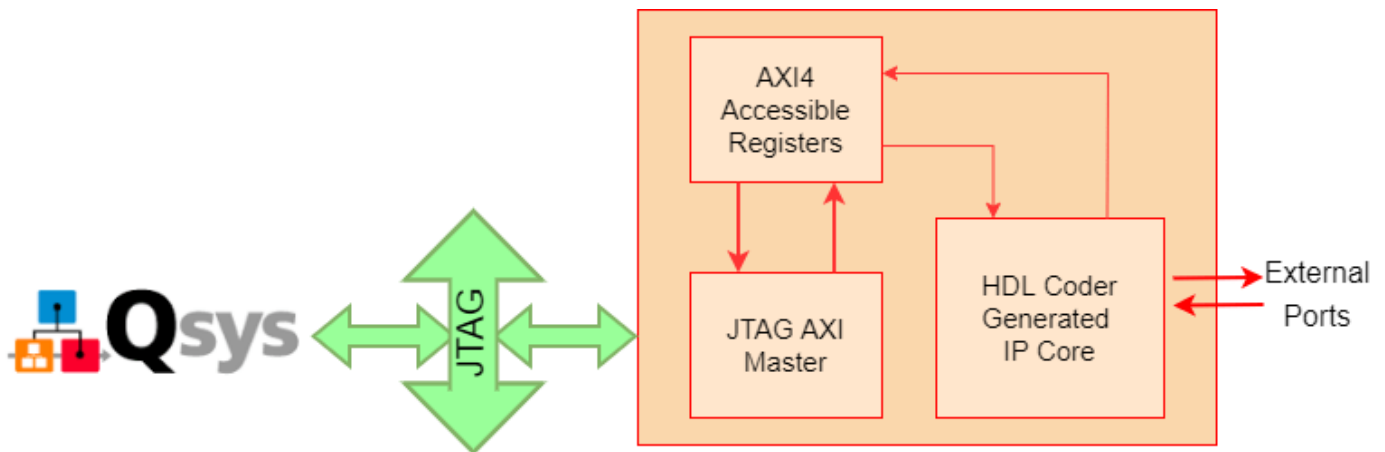 AXI4
Accessible
Registers
Qsys
JTAG
JTAG AXI
Master
HDL Coder
Generated
IP Core
External
Ports